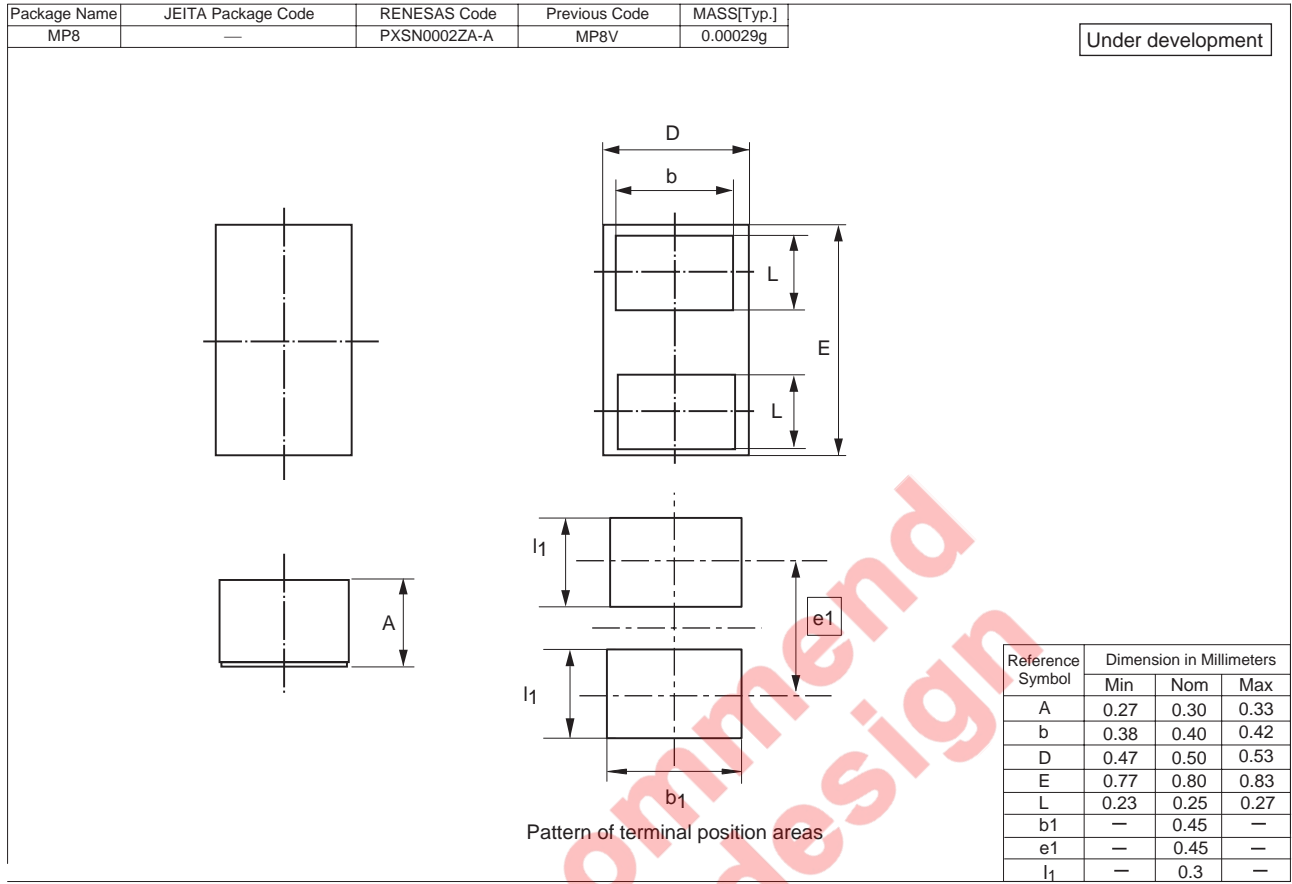 Package Name JEITA Package Code RENESAS Code Previous Code MASS[Typ.]
MP8 — PXSN0002ZA-A MP8V 0.00029g
Under development
D
b
L
E
L
A
l1
e1
l1
b1
Pattern of terminal position areas
Reference Symbol Dimension in Millimeters
Min Nom Max
A 0.27 0.30 0.33
b 0.38 0.40 0.42
D 0.47 0.50 0.53
E 0.77 0.80 0.83
L 0.23 0.25 0.27
b1 — 0.45 —
e1 — 0.45 —
l1 — 0.3 —
ommend
design